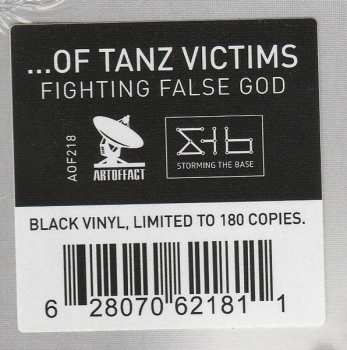 ...OF TANZ VICTIMS
FIGHTING FALSE GOD
AOF218
ARTOFFACT
STB
STORMING THE BASE
BLACK VINYL, LIMITED TO 180 COPIES.
6 28070 62181 1